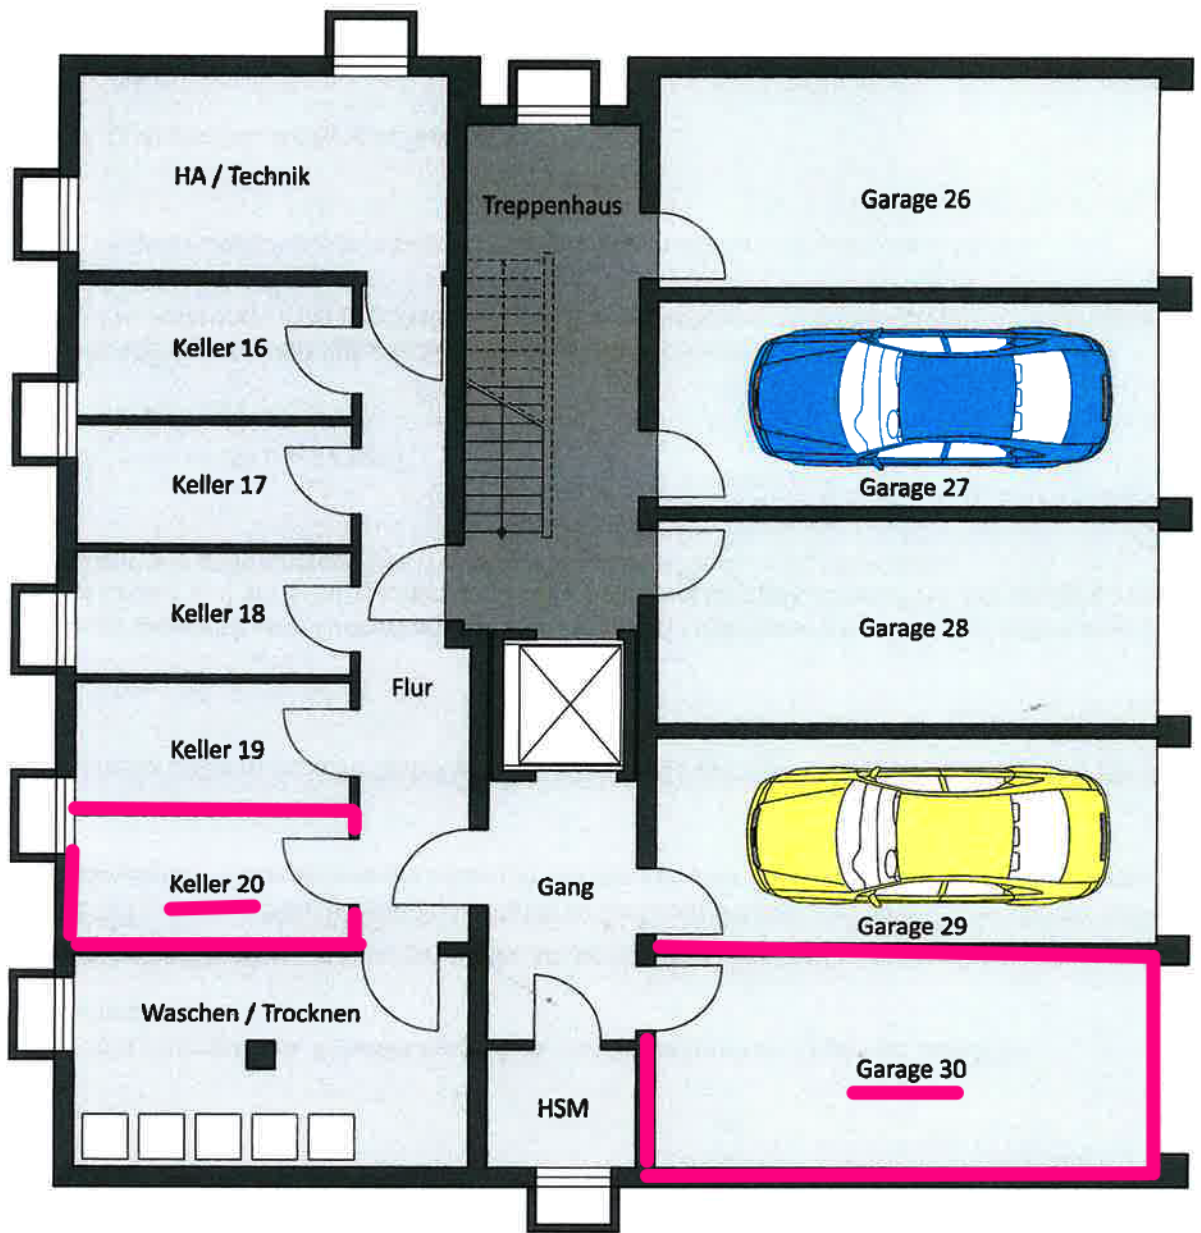 HA / Technik
Treppenhaus
Garage 26
Keller 16
Keller 17
Garage 27
Keller 18
Garage 28
Flur
Keller 19
Keller 20
Gang
Garage 29
Waschen / Trocknen
Garage 30
HSM